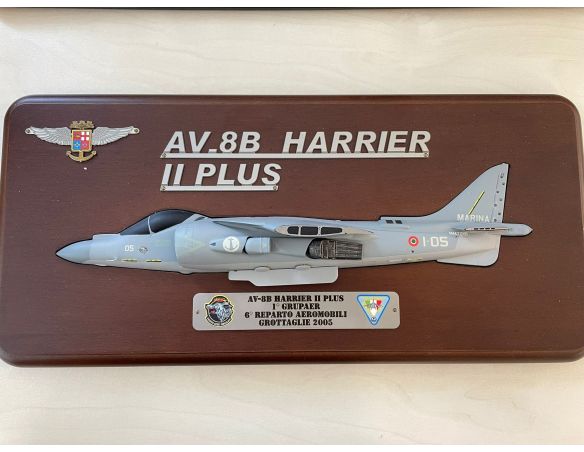 AV-8B HARRIER
II PLUS
MARINA
1-05
05
AV-8B HARRIER II PLUS
1° GRUPAER
6° REPARTO AEROMOBILI
GROTTAGLIE 2005